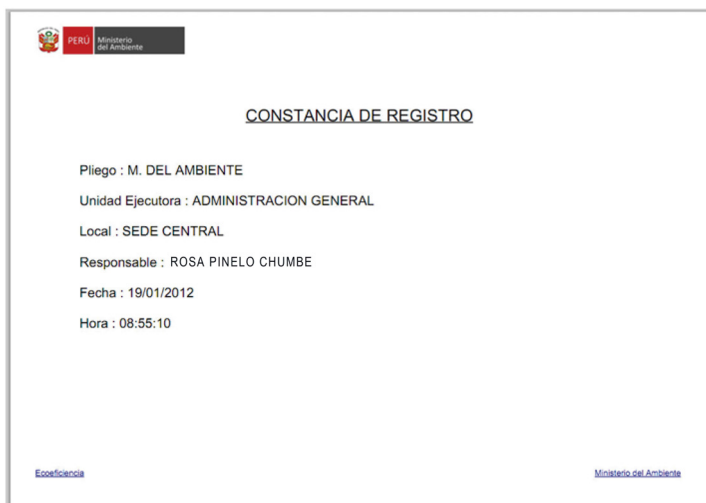 PERÚ
Ministerio
del Ambiente
CONSTANCIA DE REGISTRO
Pliego : M. DEL AMBIENTE
Unidad Ejecutora : ADMINISTRACION GENERAL
Local : SEDE CENTRAL
Responsable : ROSA PINELO CHUMBE
Fecha : 19/01/2012
Hora : 08:55:10
Ecoeficiencia
Ministerio del Ambiente